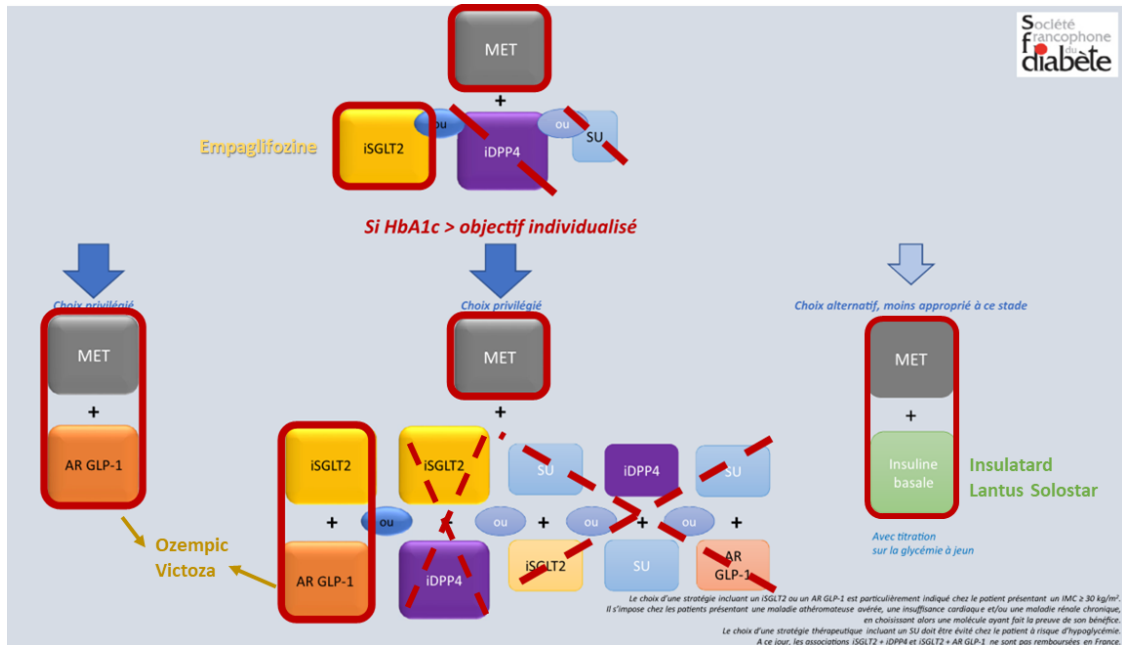 Société
francophone
du
diabète
MET
+
ou
ou
Empaglifozine
iSGLT2
iDPP4
SU
Si HbA1c > objectif individualisé
Choix privilégié
Choix privilégié
Choix alternatif, moins approprié à ce stade
MET
MET
MET
+
+
+
AR GLP-1
iSGLT2
iSGLT2
SU
iDPP4
SU
Insuline
basale
Insulatard
Lantus Solostar
+
ou
+
ou
+
ou
+
ou
+
Avec titration
sur la glycémie à jeun
Ozempic
Victoza
AR GLP-1
iDPP4
iSGLT2
SU
AR
GLP-1
Le choix d'une stratégie incluant un iSGLT2 ou un AR GLP-1 est particulièrement indiqué chez le patient présentant un IMC ≥ 30 kg/m².
Il s'impose chez les patients présentant une maladie athéromateuse avérée, une insuffisance cardiaque et/ou une maladie rénale chronique,
en choisissant alors une molécule ayant fait la preuve de son bénéfice.
Le choix d'une stratégie thérapeutique incluant un SU doit être évité chez le patient à risque d'hypoglycémie.
A ce jour, les associations iSGLT2 + iDPP4 et iSGLT2 + AR GLP-1 ne sont pas remboursées en France.